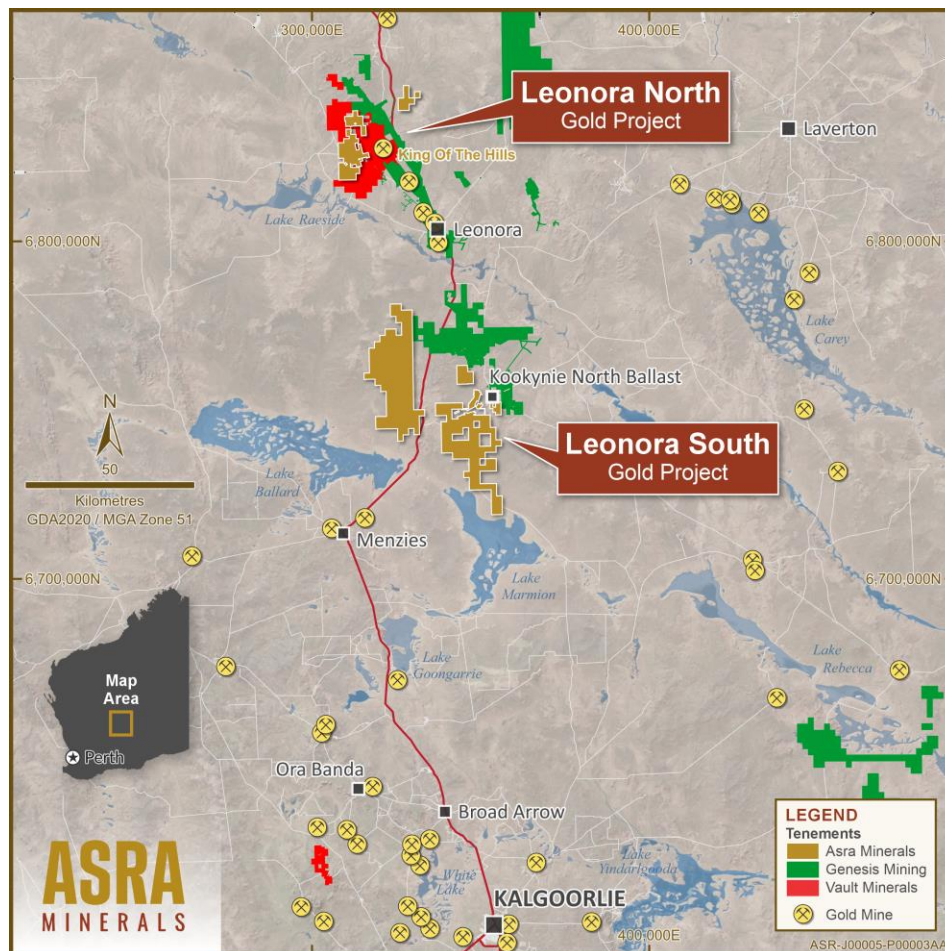 300,000E
400,000E
Leonora North
Gold Project
Laverton
King Of The Hills
Lake Raeside
Leonora
6,800,000N
6,800,000N
Lake
Carey
Kookynie North Ballast
N
50
Kilometres
GDA2020 / MGA Zone 51
Leonora South
Gold Project
Lake
Ballard
Menzies
6,700,000N
6,700,000N
Lake
Marmion
Map
Area
Perth
Lake
Goongarrie
Lake
Rebecca
Ora Banda
Broad Arrow
LEGEND
Tenements
Asra Minerals
Genesis Mining
Vault Minerals
Gold Mine
ASRA
MINERALS
White
Lake
Lake
Yindarlgooda
KALGOORLIE
400,000E
ASR-J00005-P00003AA